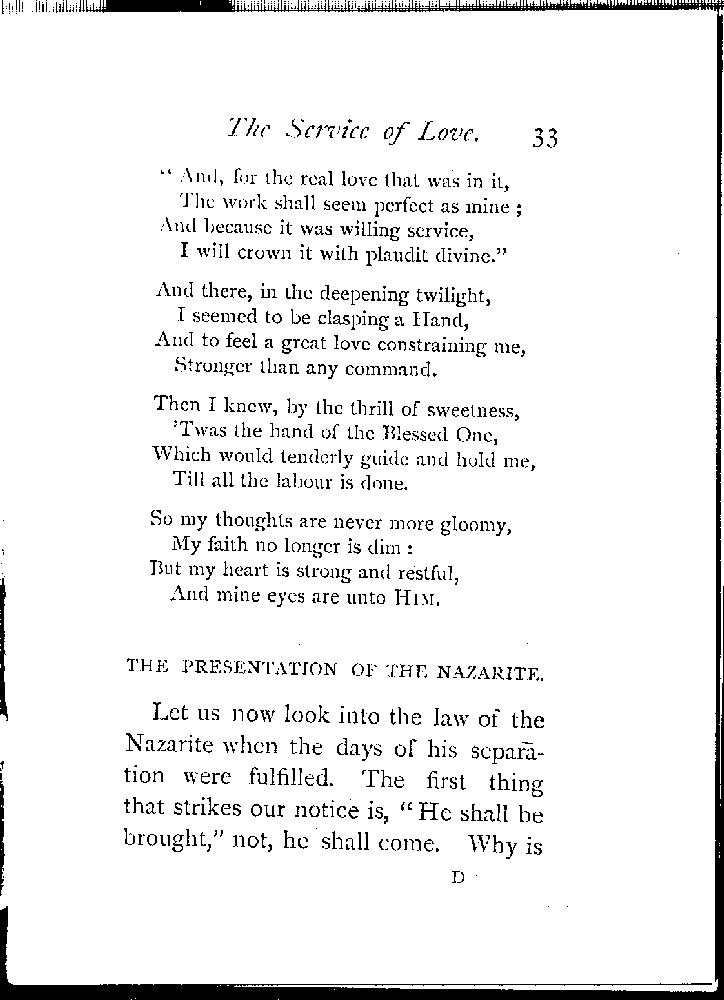 The Service of Love. 33
“ And, for the real love that was in it,
The work shall seem perfect as mine ;
And because it was willing service,
I will crown it with plaudit divine.”
And there, in the deepening twilight,
I seemed to be clasping a Hand,
And to feel a great love constraining me,
Stronger than any command.
Then I knew, by the thrill of sweetness,
’Twas the hand of the Blessed One,
Which would tenderly guide and hold me,
Till all the labour is done.
So my thoughts are never more gloomy,
My faith no longer is dim :
But my heart is strong and restful,
And mine eyes are unto HIM.
THE PRESENTATION OF THE NAZARITE.
Let us now look into the law of the
Nazarite when the days of his separa-
tion were fulfilled. The first thing
that strikes our notice is, “ He shall be
brought,” not, he shall come. Why is
D